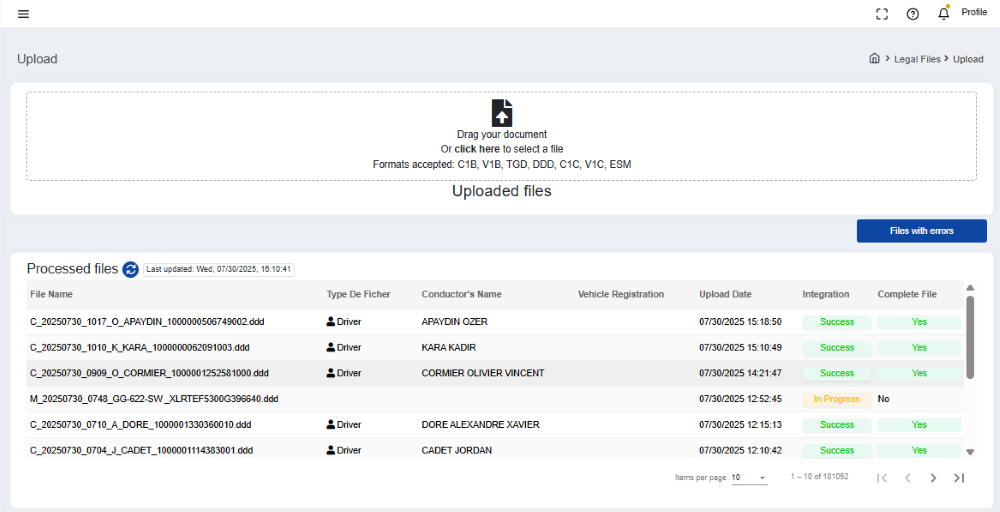 Profile
Upload
Legal Files Upload
Drag your document
Or click here to select a file
Formats accepted: C1B, V1B, TGD, DDD, C1C, V1C, ESM
Uploaded files
Files with errors
Processed files Last updated: Wed, 07/30/2025, 16:10:41
File Name Type De Ficher Conductor's Name Vehicle Registration Upload Date Integration Complete File
C_20250730_1017_O_APAYDIN_1000000506749002.ddd Driver APAYDIN OZER 07/30/2025 15:18:50 Success Yes
C_20250730_1010_K_KARA_1000000062091003.ddd Driver KARA KADIR 07/30/2025 15:10:49 Success Yes
C_20250730_0909_O_CORMIER_1000001252581000.ddd Driver CORMIER OLIVIER VINCENT 07/30/2025 14:21:47 Success Yes
M_20250730_0748_GG-622-SW_XLRTEF5300G396640.ddd 07/30/2025 12:52:45 In Progress No
C_20250730_0710_A_DORE_1000001330360010.ddd Driver DORE ALEXANDRE XAVIER 07/30/2025 12:15:13 Success Yes
C_20250730_0704_J_CADET_1000001114383001.ddd Driver CADET JORDAN 07/30/2025 12:10:42 Success Yes
Items per page 10 1 – 10 of 181052